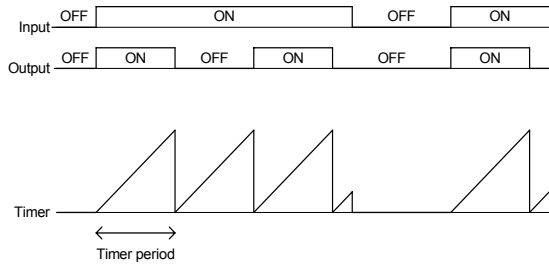 OFF ON OFF ON
Input
OFF ON OFF ON OFF ON
Output
Timer
Timer period